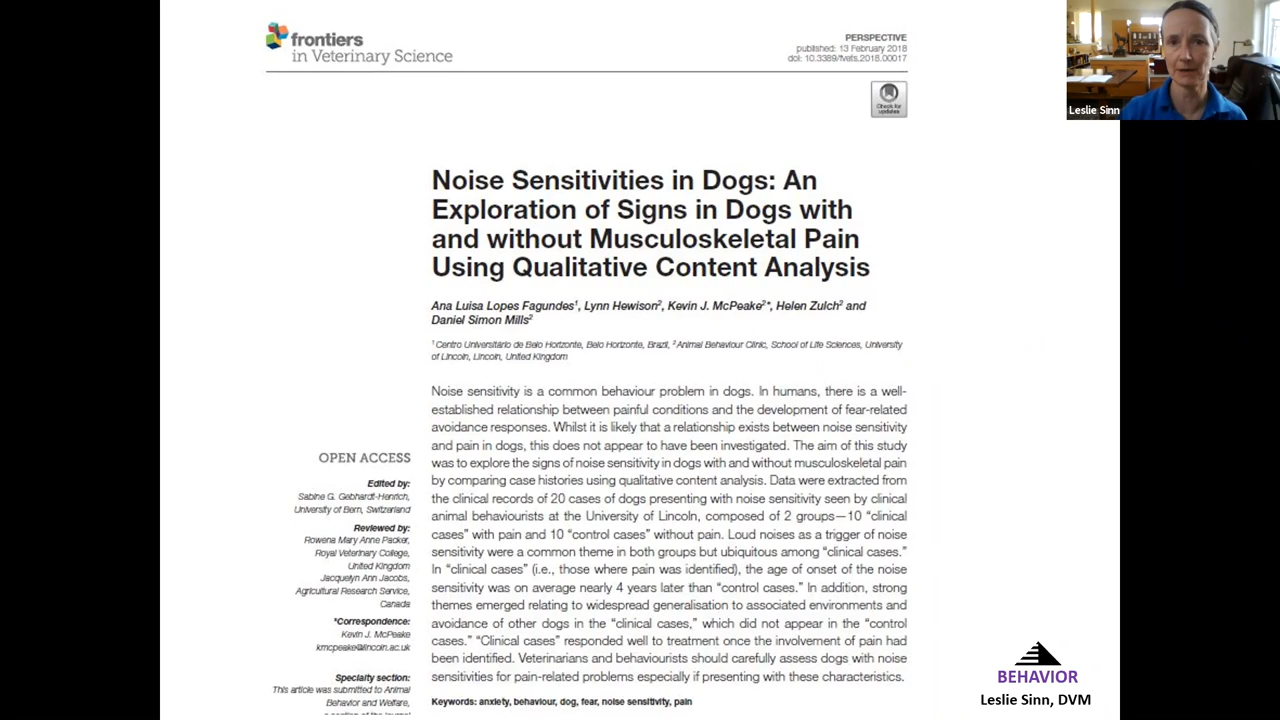 frontiers
in Veterinary Science
PERSPECTIVE
published: 13 February 2018
doi: 10.3389/fvets.2018.00017
Check for
updates
Leslie Sinn
Noise Sensitivities in Dogs: An
Exploration of Signs in Dogs with
and without Musculoskeletal Pain
Using Qualitative Content Analysis
Ana Luisa Lopes Fagundes1, Lynn Hewison2, Kevin J. McPeake2*, Helen Zulch2 and
Daniel Simon Mills2
1 Centro Universitário de Belo Horizonte, Belo Horizonte, Brazil, 2 Animal Behaviour Clinic, School of Life Sciences, University
of Lincoln, Lincoln, United Kingdom
Noise sensitivity is a common behaviour problem in dogs. In humans, there is a well-
established relationship between painful conditions and the development of fear-related
avoidance responses. Whilst it is likely that a relationship exists between noise sensitivity
and pain in dogs, this does not appear to have been investigated. The aim of this study
was to explore the signs of noise sensitivity in dogs with and without musculoskeletal pain
by comparing case histories using qualitative content analysis. Data were extracted from
the clinical records of 20 cases of dogs presenting with noise sensitivity seen by clinical
animal behaviourists at the University of Lincoln, composed of 2 groups—10 “clinical
cases” with pain and 10 “control cases” without pain. Loud noises as a trigger of noise
sensitivity were a common theme in both groups but ubiquitous among “clinical cases.”
In “clinical cases” (i.e., those where pain was identified), the age of onset of the noise
sensitivity was on average nearly 4 years later than “control cases.” In addition, strong
themes emerged relating to widespread generalisation to associated environments and
avoidance of other dogs in the “clinical cases,” which did not appear in the “control
cases.” “Clinical cases” responded well to treatment once the involvement of pain had
been identified. Veterinarians and behaviourists should carefully assess dogs with noise
sensitivities for pain-related problems especially if presenting with these characteristics.
Keywords: anxiety, behaviour, dog, fear, noise sensitivity, pain
OPEN ACCESS
Edited by:
Sabine G. Gebhardt-Henrich,
University of Bern, Switzerland
Reviewed by:
Rowena Mary Anne Packer,
Royal Veterinary College,
United Kingdom
Jacquelyn Ann Jacobs,
Agricultural Research Service,
Canada
*Correspondence:
Kevin J. McPeake
kmcpeake@lincoln.ac.uk
Specialty section:
This article was submitted to Animal
Behavior and Welfare,
a section of the journal
BEHAVIOR
Leslie Sinn, DVM